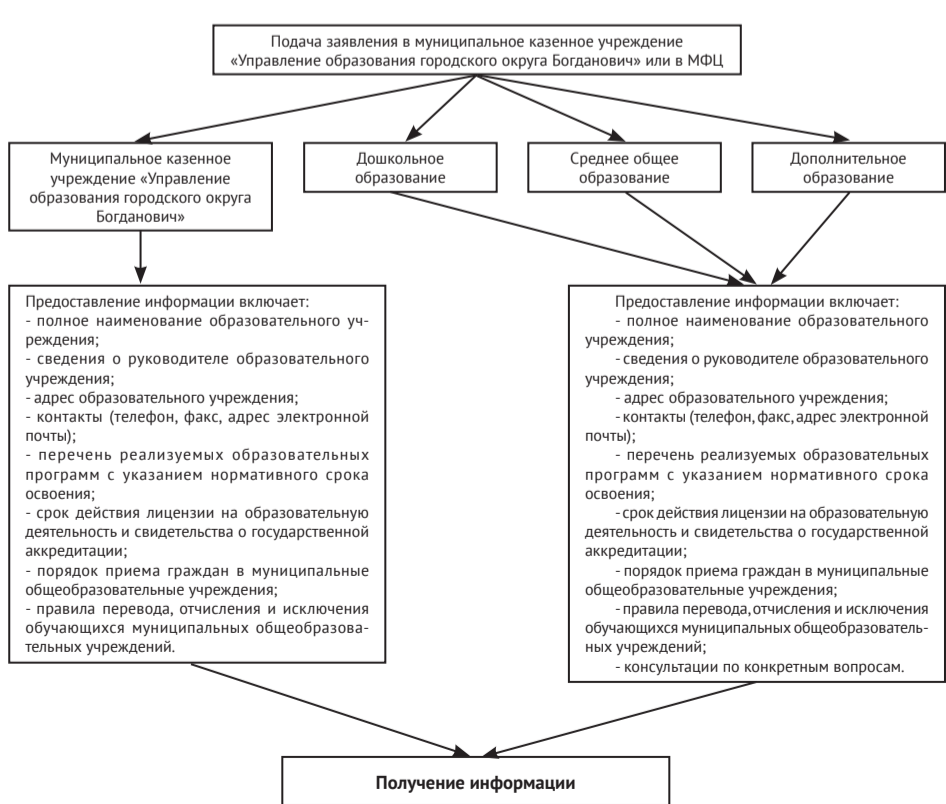 Подача заявления в муниципальное казенное учреждение
«Управление образования городского округа Богданович» или в МФЦ
Муниципальное казенное
учреждение «Управление
образования городского округа
Богданович»
Дошкольное
образование
Среднее общее
образование
Дополнительное
образование
Предоставление информации включает:
- полное наименование образовательного уч-
реждения;
- сведения о руководителе образовательного
учреждения;
- адрес образовательного учреждения;
- контакты (телефон, факс, адрес электронной
почты);
- перечень реализуемых образовательных
программ с указанием нормативного срока
освоения;
- срок действия лицензии на образовательную
деятельность и свидетельства о государственной
аккредитации;
- порядок приема граждан в муниципальные
общеобразовательные учреждения;
- правила перевода, отчисления и исключения
обучающихся муниципальных общеобразова-
тельных учреждений.
Предоставление информации включает:
- полное наименование образовательного
учреждения;
- сведения о руководителе образовательного
учреждения;
- адрес образовательного учреждения;
- контакты (телефон, факс, адрес электронной
почты);
- перечень реализуемых образовательных
программ с указанием нормативного срока
освоения;
- срок действия лицензии на образовательную
деятельность и свидетельства о государственной
аккредитации;
- порядок приема граждан в муниципальные
общеобразовательные учреждения;
- правила перевода, отчисления и исключения
обучающихся муниципальных общеобразователь-
ных учреждений;
- консультации по конкретным вопросам.
Получение информации